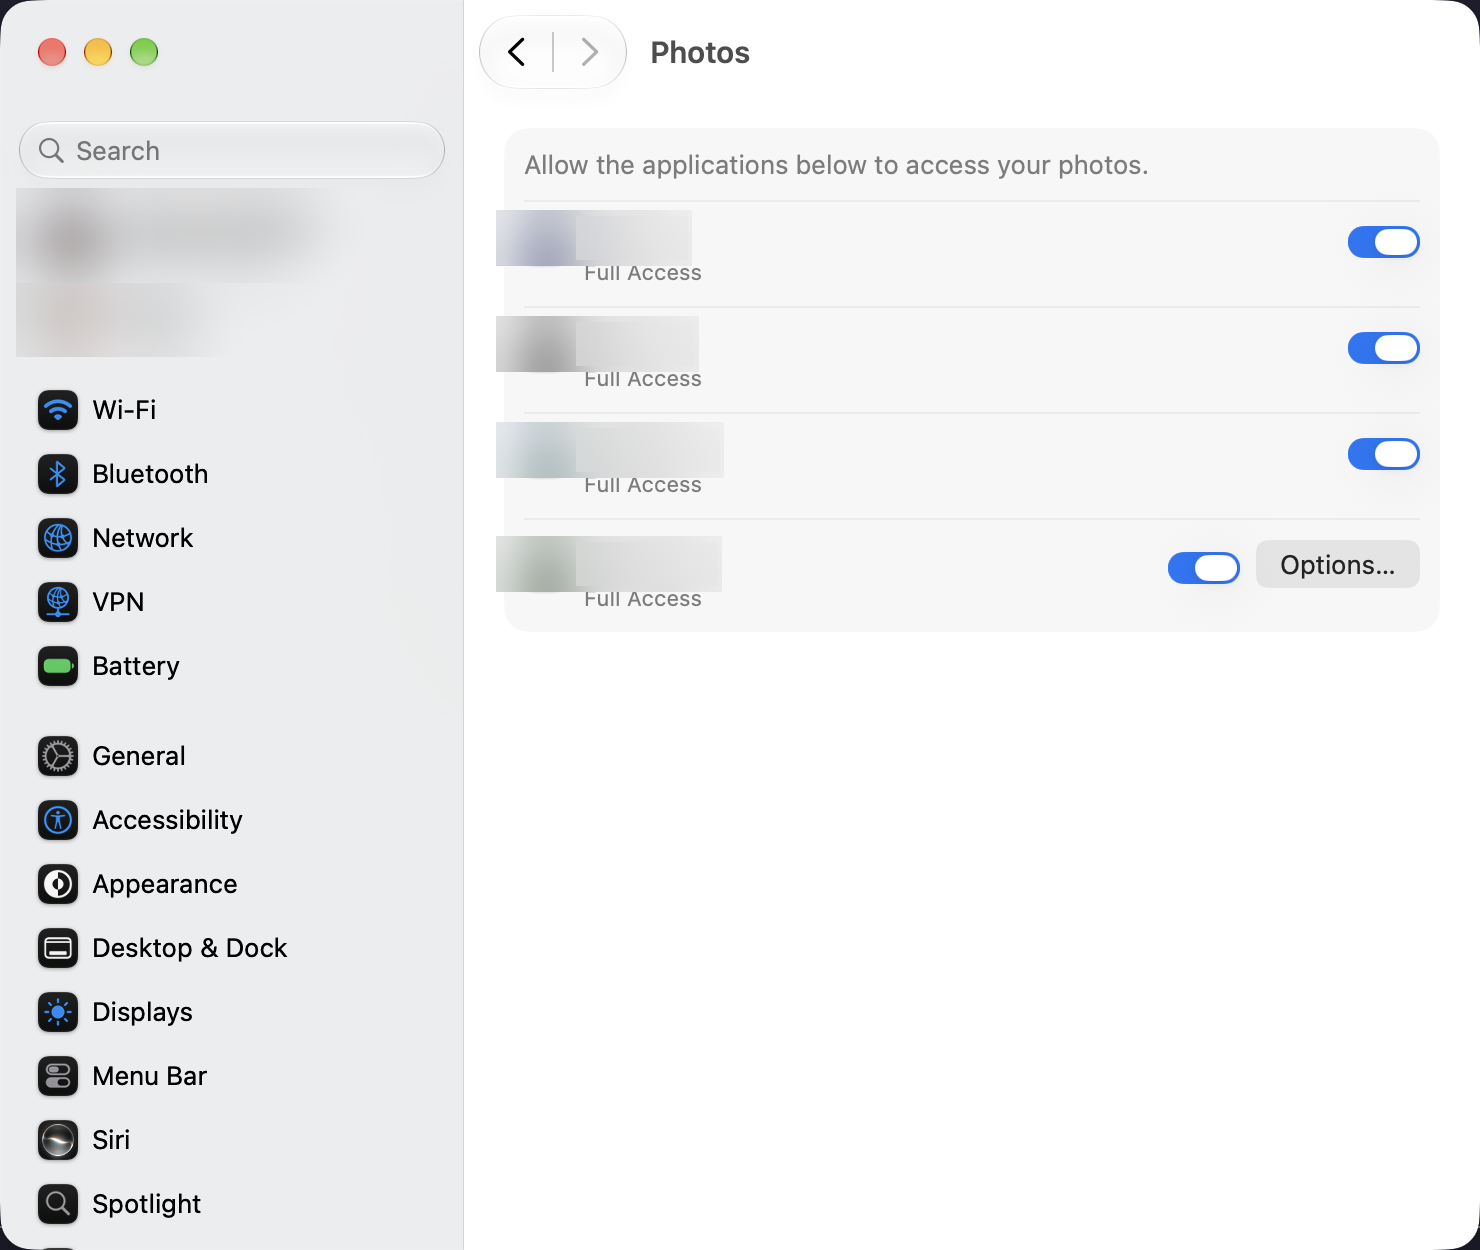 Search
Wi-Fi
Bluetooth
Network
VPN
Battery
General
Accessibility
Appearance
Desktop & Dock
Displays
Menu Bar
Siri
Spotlight
Photos
Allow the applications below to access your photos.
Full Access
Full Access
Full Access
Full Access
Options...